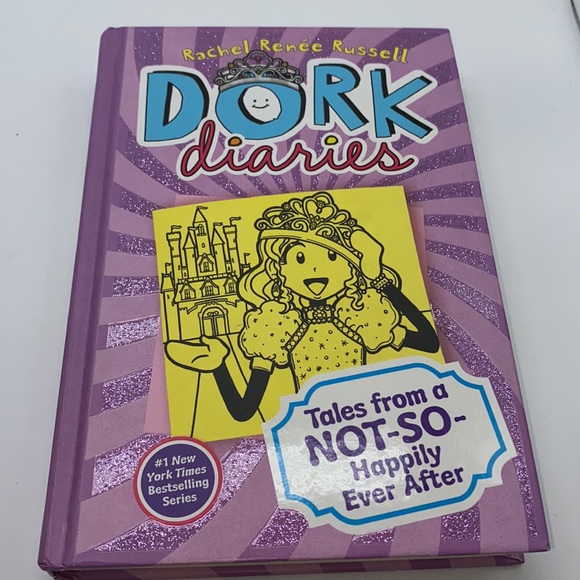 Rachel Renée Russell
DORK
diaries
Tales from a
NOT-SO-
Happily
Ever After
#1 New
York Times
Bestselling
Series